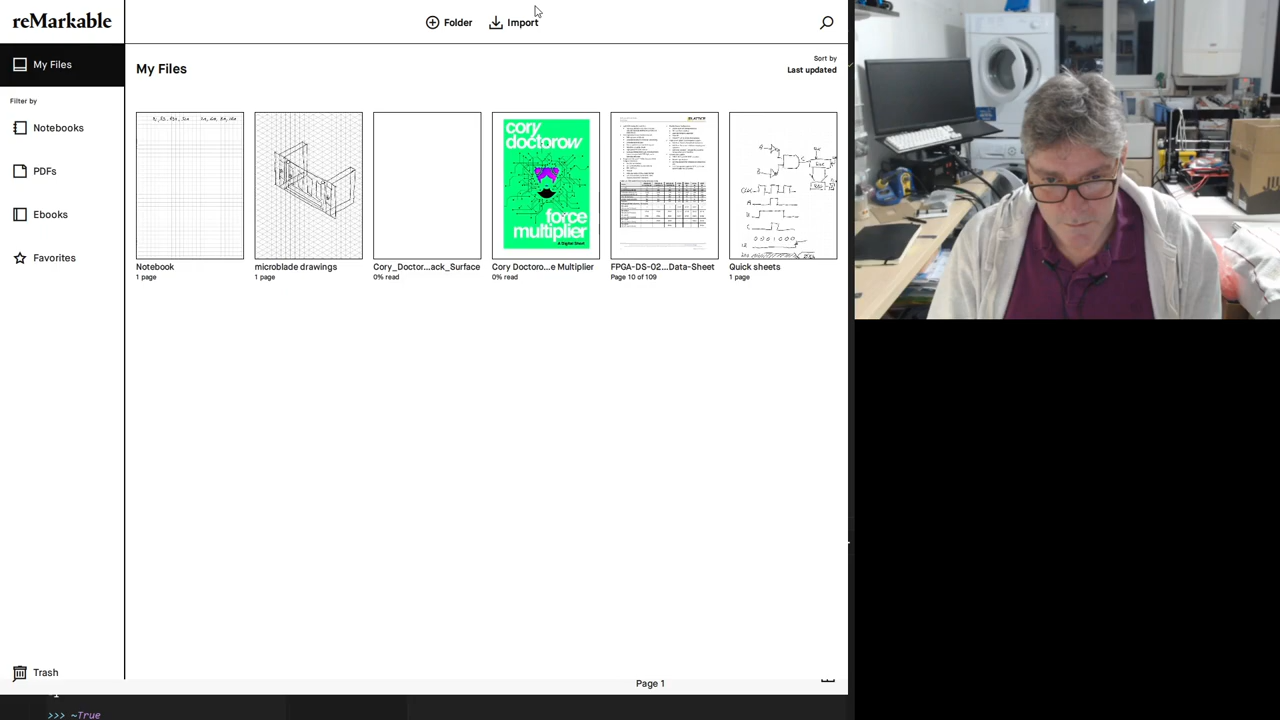 reMarkable
Folder
Import
My Files
My Files
Sort by
Last updated
Filter by
Notebooks
PDFs
Ebooks
Favorites
cory
doctorow
force
multiplier
LATTICE
Notebook
1 page
microblade drawings
1 page
Cory_Doctor...ack_Surface
0% read
Cory Doctoro...e Multiplier
0% read
FPGA-DS-02...Data-Sheet
Page 10 of 109
Quick sheets
1 page
Trash
Page 1
>>> ~True